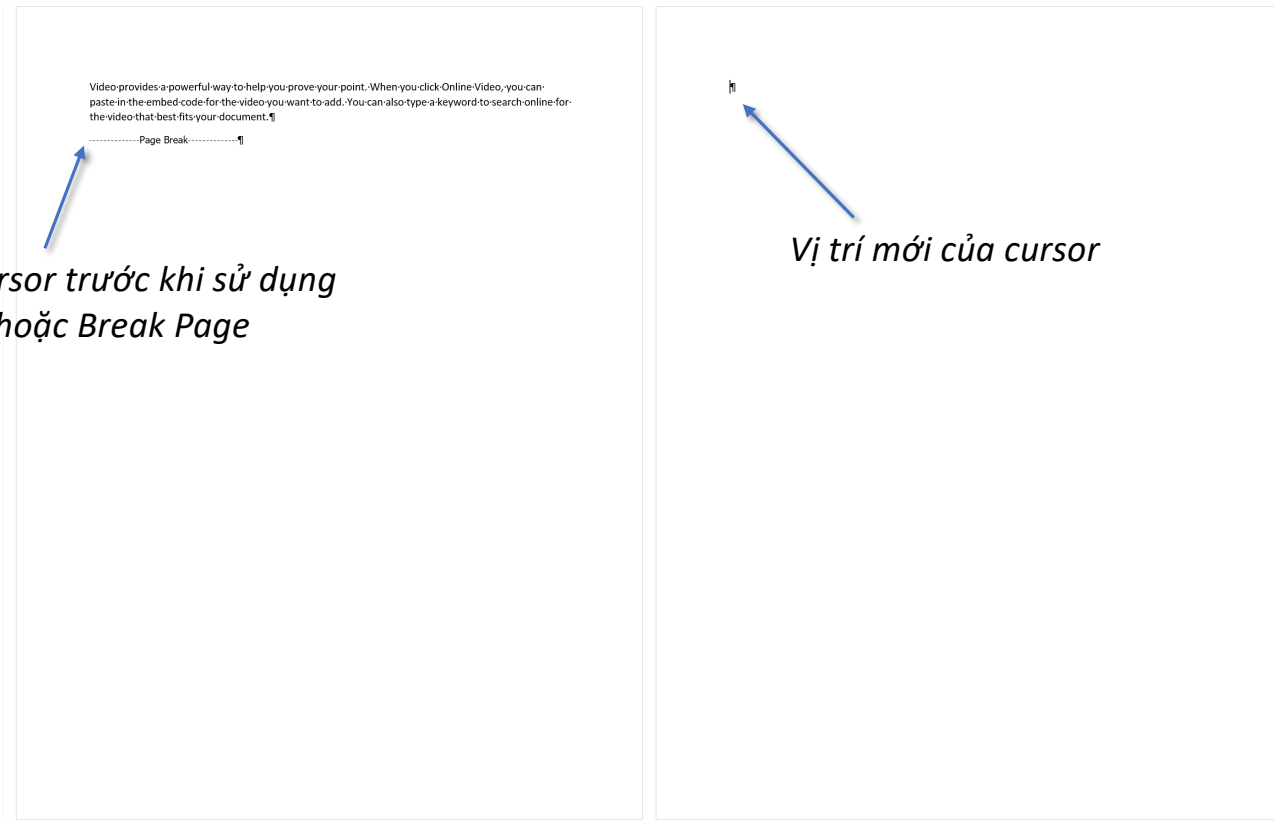 Video provides a powerful way to help you prove your point. When you click Online Video, you can
paste in the embed code for the video you want to add. You can also type a keyword to search online for
the video that best fits your document.¶
--------------Page Break--------------¶
rsor trước khi sử dụng
hoặc Break Page
¶
Vị trí mới của cursor